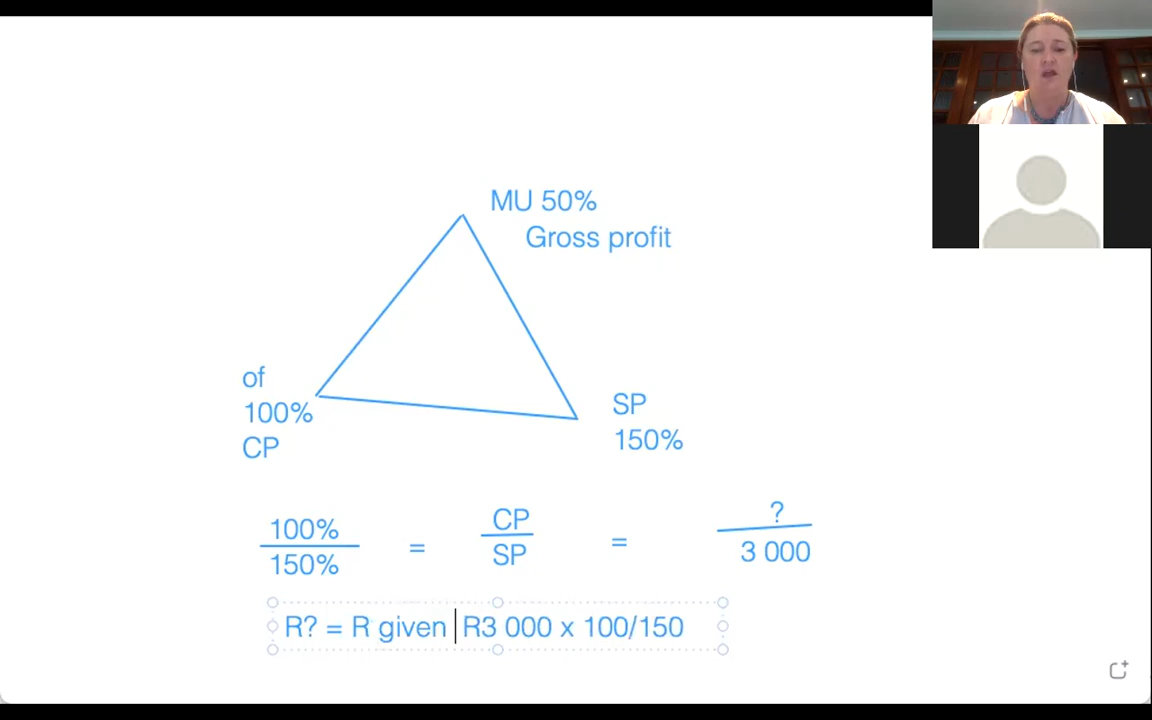 MU 50%
Gross profit
of
100%
CP
SP
150%
100%
150%
=
CP
SP
=
?
3 000
R? = R given R3 000 x 100/150